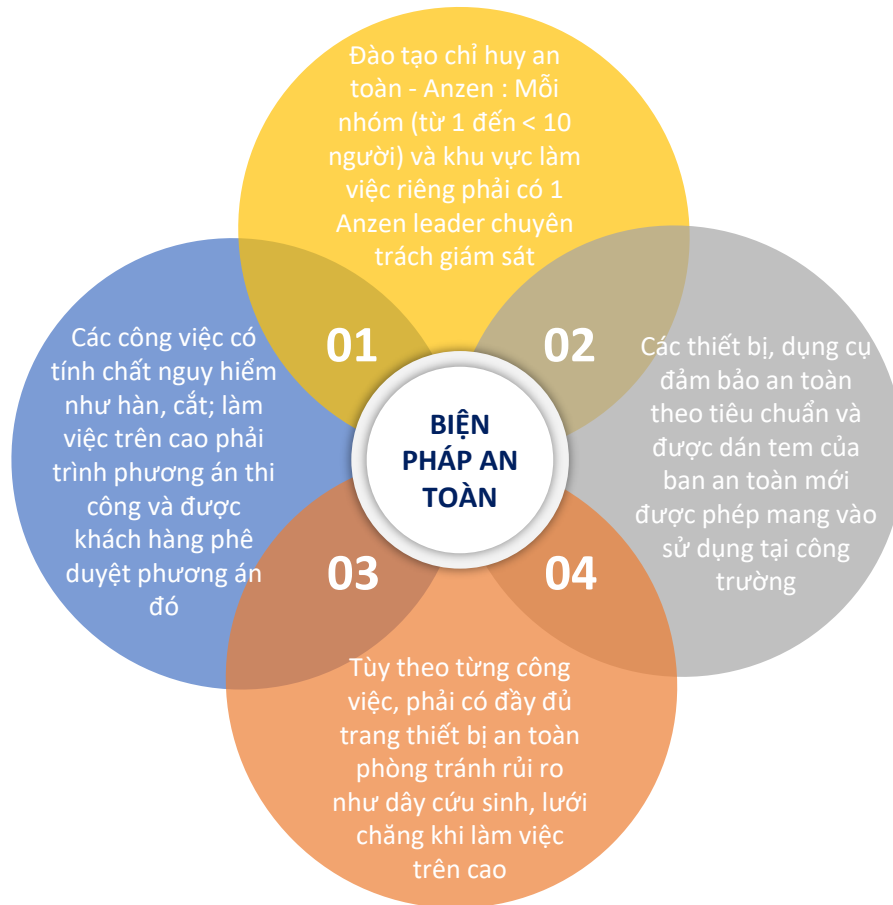 Đào tạo chỉ huy an
toàn - Anzen : Mỗi
nhóm (từ 1 đến < 10
người) và khu vực làm
việc riêng phải có 1
Anzen leader chuyên
trách giám sát
01
02
Các công việc có
tính chất nguy hiểm
như hàn, cắt; làm
việc trên cao phải
trình phương án thi
công và được
khách hàng phê
duyệt phương án
đó
BIỆN
PHÁP AN
TOÀN
Các thiết bị, dụng cụ
đảm bảo an toàn
theo tiêu chuẩn và
được dán tem của
ban an toàn mới
được phép mang vào
sử dụng tại công
trường
03
04
Tùy theo từng công
việc, phải có đầy đủ
trang thiết bị an toàn
phòng tránh rủi ro
như dây cứu sinh, lưới
chăng khi làm việc
trên cao